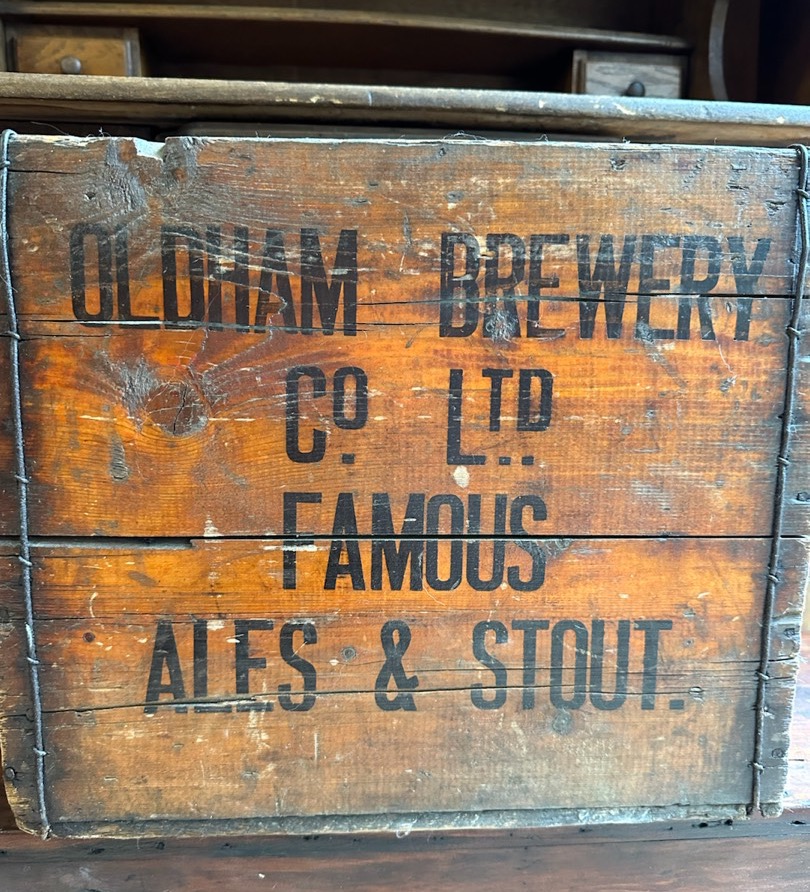 OLDHAM BREWERY
Co. LTD.
FAMOUS
ALES & STOUT.